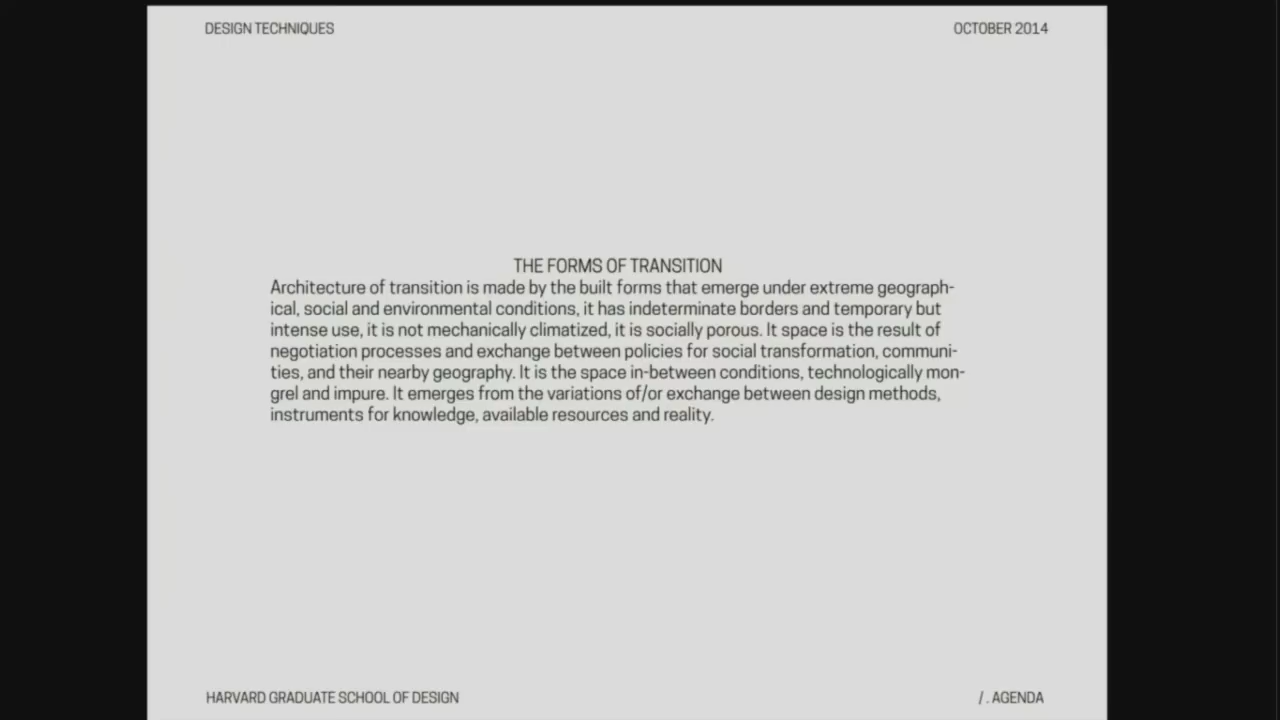 DESIGN TECHNIQUES
OCTOBER 2014
THE FORMS OF TRANSITION
Architecture of transition is made by the built forms that emerge under extreme geograph-
ical, social and environmental conditions, it has indeterminate borders and temporary but
intense use, it is not mechanically climatized, it is socially porous. It space is the result of
negotiation processes and exchange between policies for social transformation, communi-
ties, and their nearby geography. It is the space in-between conditions, technologically mon-
grel and impure. It emerges from the variations of/or exchange between design methods,
instruments for knowledge, available resources and reality.
HARVARD GRADUATE SCHOOL OF DESIGN
/ . AGENDA